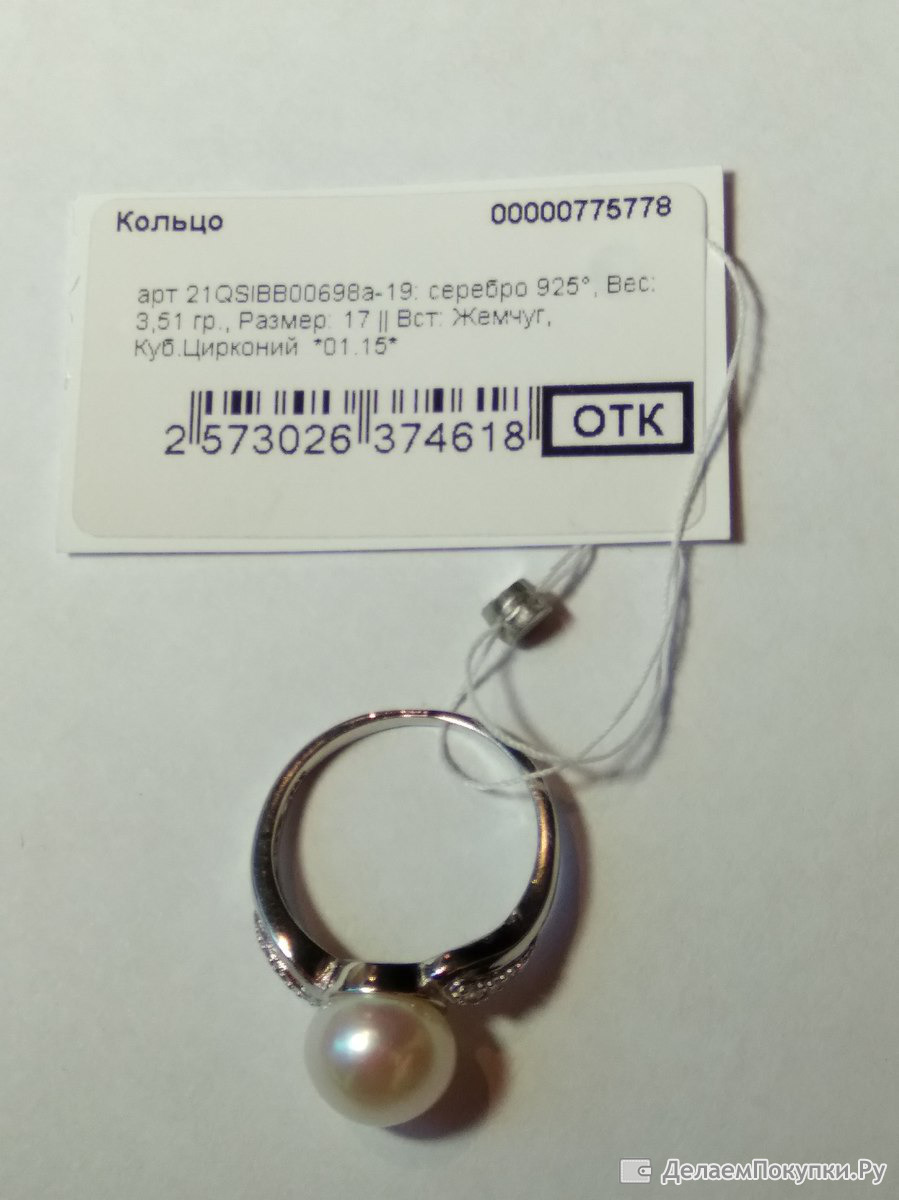 Кольцо 00000775778
арт 21QSIBB00698а-19: серебро 925°, Вес:
3,51 гр., Размер: 17 || Вст: Жемчуг,
Куб.Цирконий *01.15*
2 573026 374618 ОТК
ДелаемПокупки.Ру